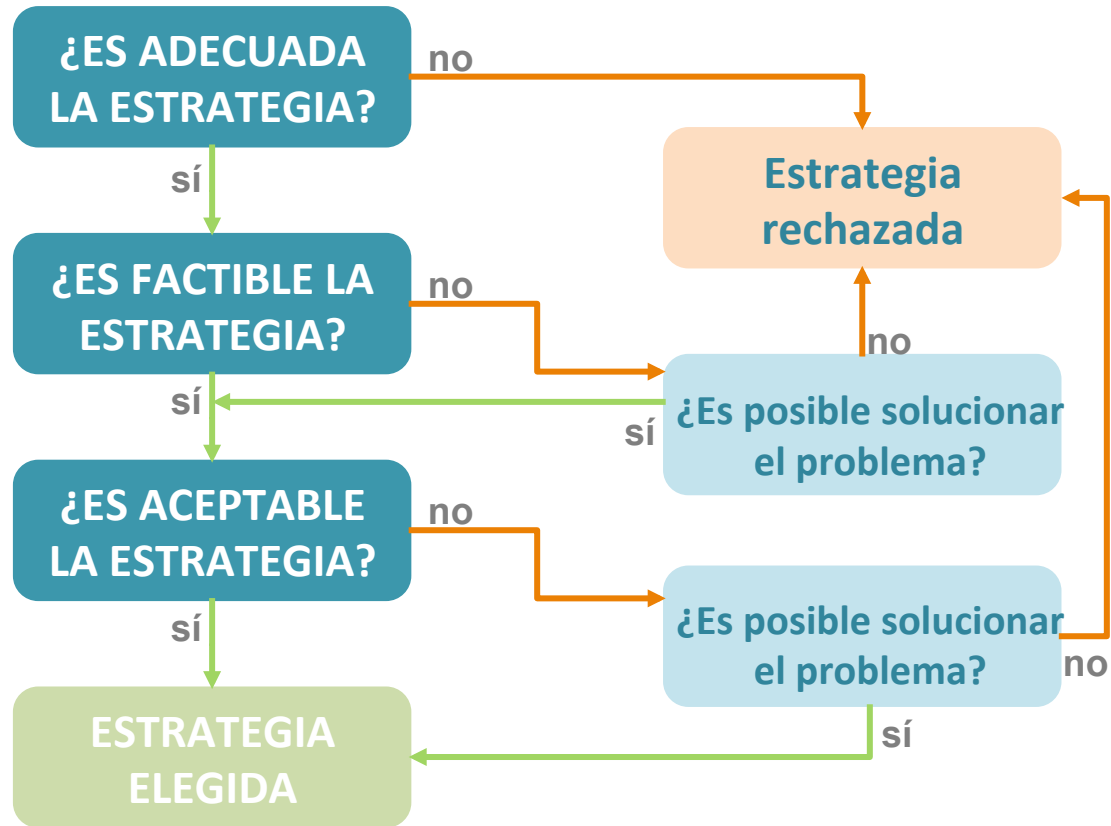 ¿ES ADECUADA
LA ESTRATEGIA?
no
sí
Estrategia
rechazada
¿ES FACTIBLE LA
ESTRATEGIA?
no
no
sí
sí
¿Es posible solucionar
el problema?
¿ES ACEPTABLE
LA ESTRATEGIA?
no
sí
¿Es posible solucionar
el problema?
no
sí
ESTRATEGIA
ELEGIDA